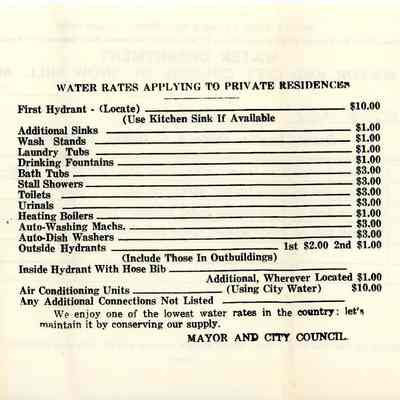 WATER RATES APPLYING TO PRIVATE RESIDENCES
First Hydrant - (Locate) $10.00
(Use Kitchen Sink If Available
Additional Sinks $1.00
Wash Stands $1.00
Laundry Tubs $1.00
Drinking Fountains $1.00
Bath Tubs $3.00
Stall Showers $3.00
Toilets $3.00
Urinals $3.00
Heating Boilers $1.00
Auto-Washing Machs. $3.00
Auto-Dish Washers $3.00
Outside Hydrants 1st $2.00 2nd $1.00
(Include Those In Outbuildings)
Inside Hydrant With Hose Bib
Additional, Wherever Located $1.00
Air Conditioning Units (Using City Water) $10.00
Any Additional Connections Not Listed
We enjoy one of the lowest water rates in the country; let's
maintain it by conserving our supply.
MAYOR AND CITY COUNCIL.